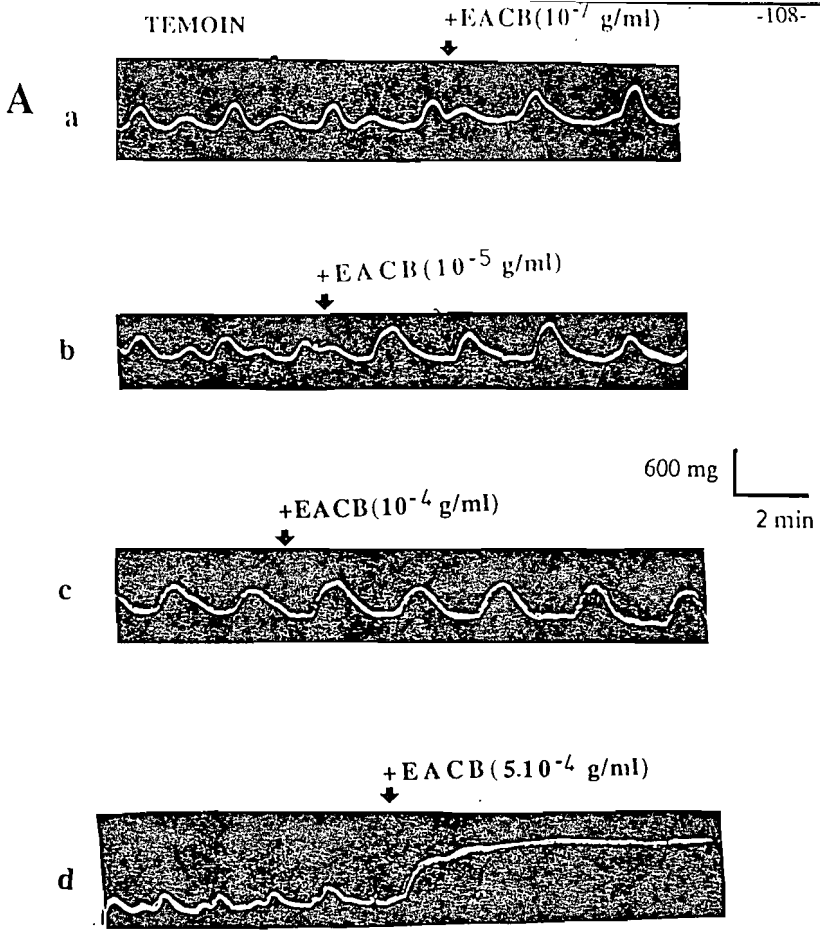 TEMOIN +EACB(10⁻⁷ g/ml) -108-
A a
+EACB(10⁻⁵ g/ml)
b
600 mg
2 min
+EACB(10⁻⁴ g/ml)
c
+EACB(5.10⁻⁴ g/ml)
d